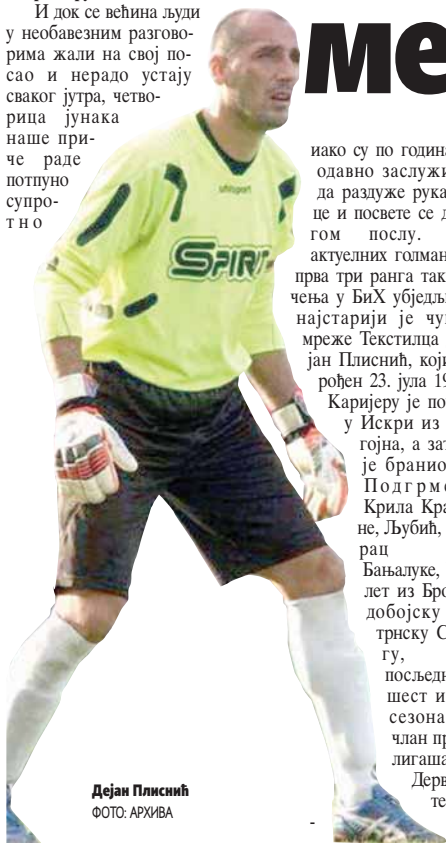 И док се већина људи
у необавезним разгово-
рима жали на свој по-
сао и нерадо устају
сваког јутра, четво-
рица јунака
наше при-
че раде
потпуно
супро-
тно
ме
uhlsport
SPIRIT
иако су по година
одавно заслужи
да раздуже рука
це и посвете се д
гом послу.
актуелних голман
прва три ранга так
чења у БиХ убједљ
најстарији је чу
мреже Текстилца
јан Плиснић, који
рођен 23. јула 19
Каријеру је по
у Искри из
гојна, а зат
је бранио
Подгрм
Крила Кра
не, Љубић,
рац
Бањалуке,
лет из Бро
добојску
трнску С
гу,
посљедн
шест и
сезона
члан пр
лигаша
Дерв
те
Дејан Плиснић
ФОТО: АРХИВА
-